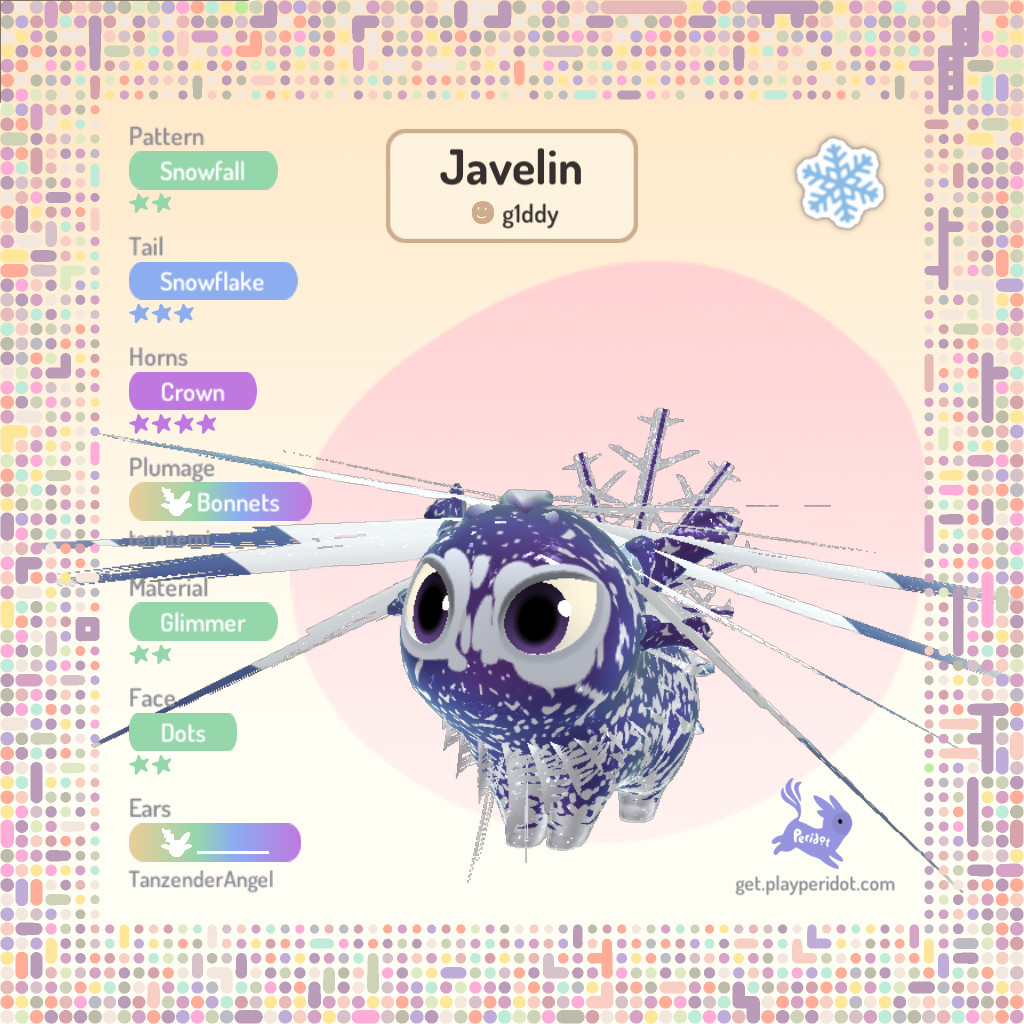 Javelin
g1ddy
Pattern
Snowfall
Tail
Snowflake
Horns
Crown
Plumage
Bonnets
lemilemi
Material
Glimmer
Face
Dots
Ears
TanzenderAngel
Peridot
get.playperidot.com